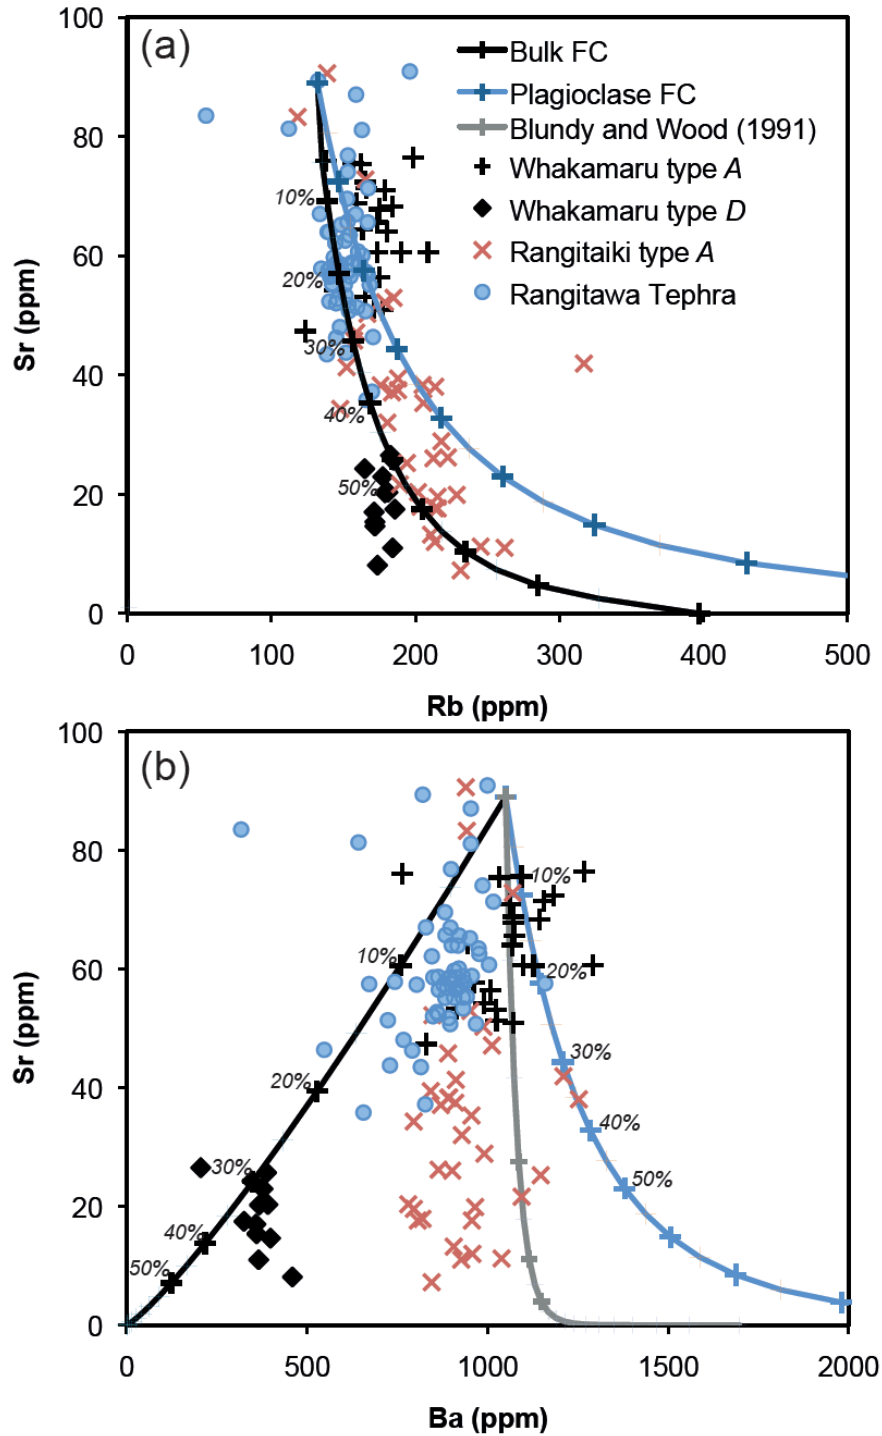 100
(a)
Bulk FC
Plagioclase FC
80
Blundy and Wood (1991)
Whakamaru type A
10%
Whakamaru type D
60
Rangitaiki type A
20%
Rangitawa Tephra
Sr (ppm)
30%
40
40%
50%
20
0
0 100 200 300 400 500
Rb (ppm)
100
(b)
80
10%
60
10%
20%
Sr (ppm)
30%
40
20%
40%
30%
50%
20
40%
50%
0
0 500 1000 1500 2000
Ba (ppm)